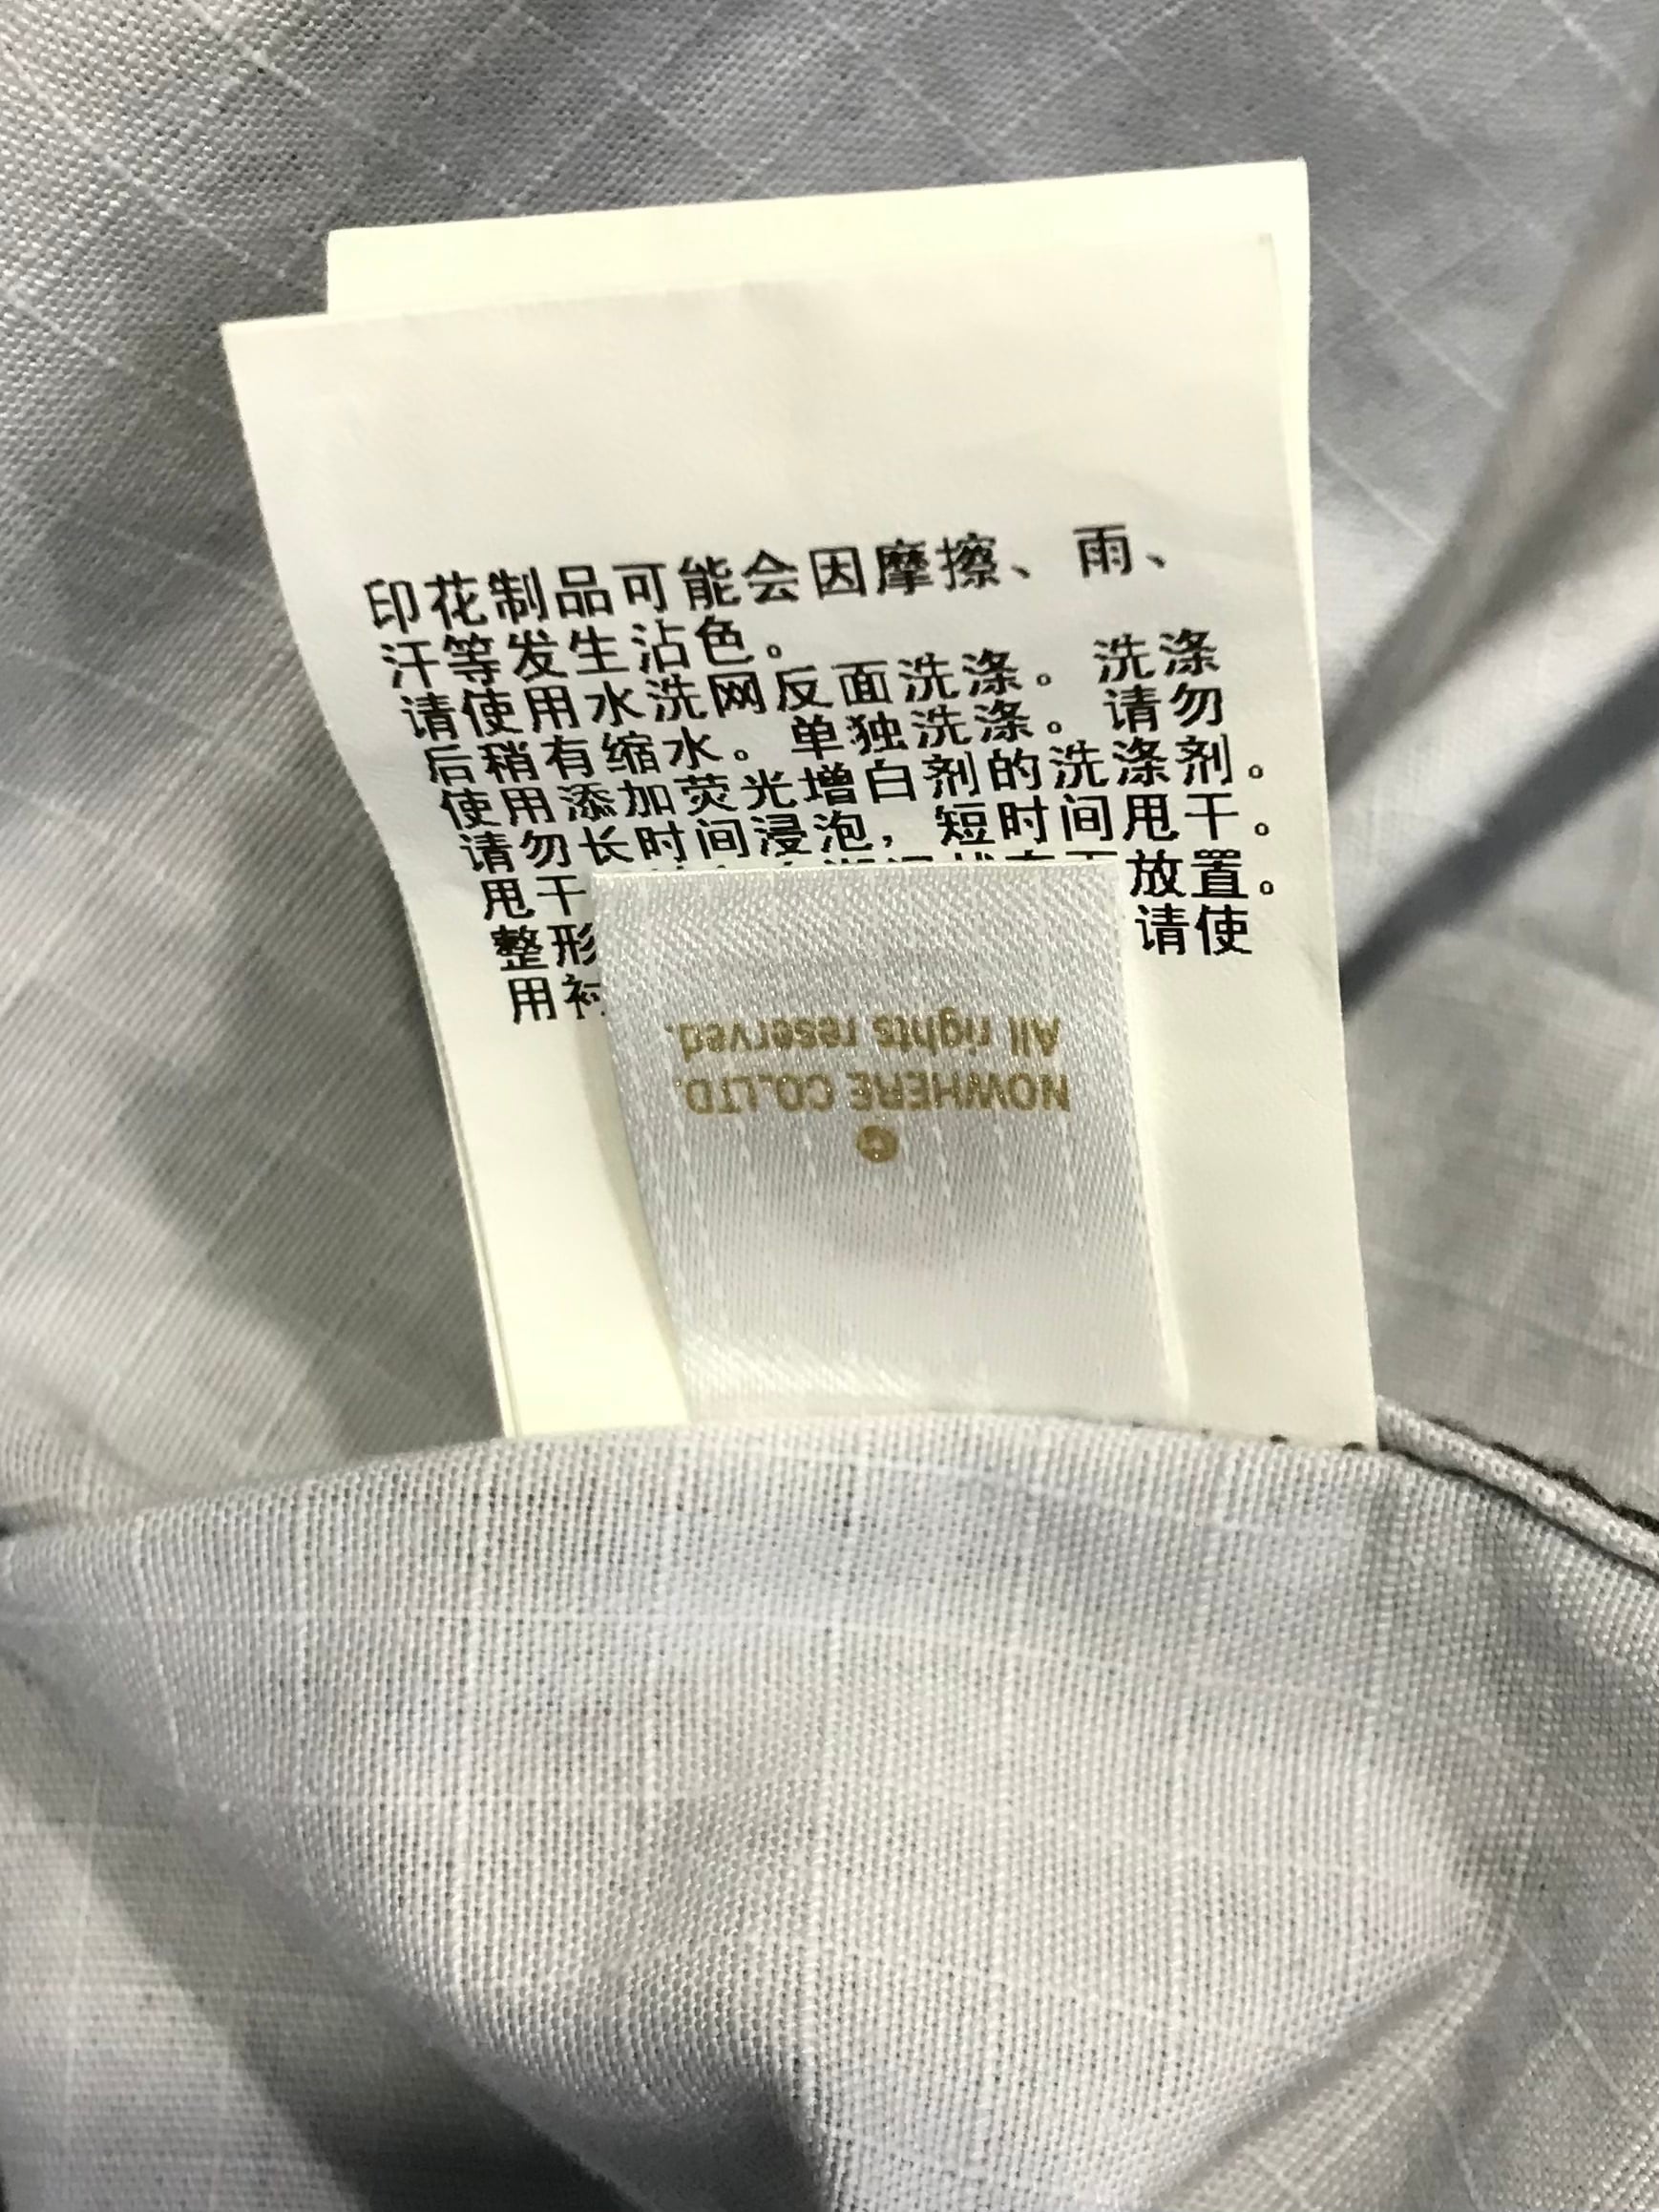 印花制品可能会因摩擦、雨、
汗等发生沾色。
请使用水洗网反面洗涤。洗涤
后稍有缩水。单独洗涤。请勿
使用添加荧光增白剂的洗涤剂。
请勿长时间浸泡，短时间甩干。
甩干 放置。
整形 请使
用衬
©
NOWHERE CO.,LTD.
All rights reserved.